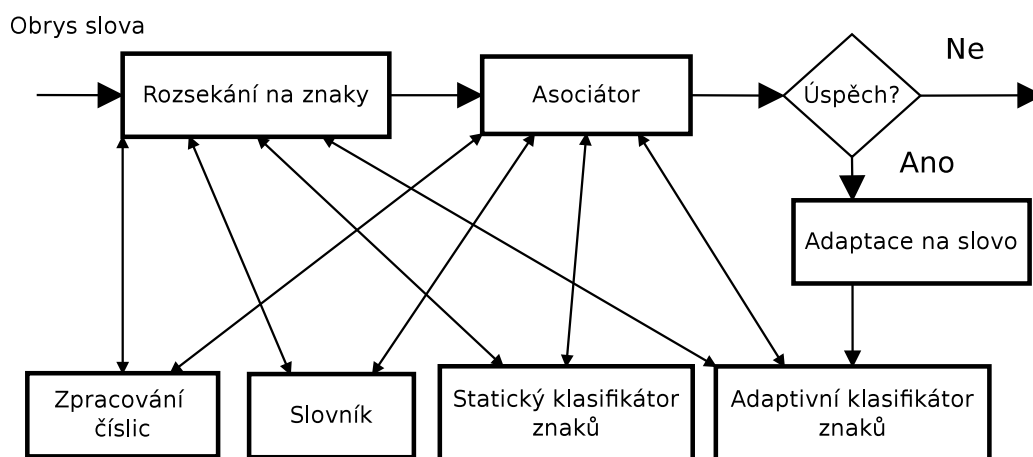 Obrys slova
Rozsekání na znaky
Asociátor
Úspěch?
Ne
Ano
Adaptace na slovo
Zpracování
číslic
Slovník
Statický klasifikátor
znaků
Adaptivní klasifikátor
znaků